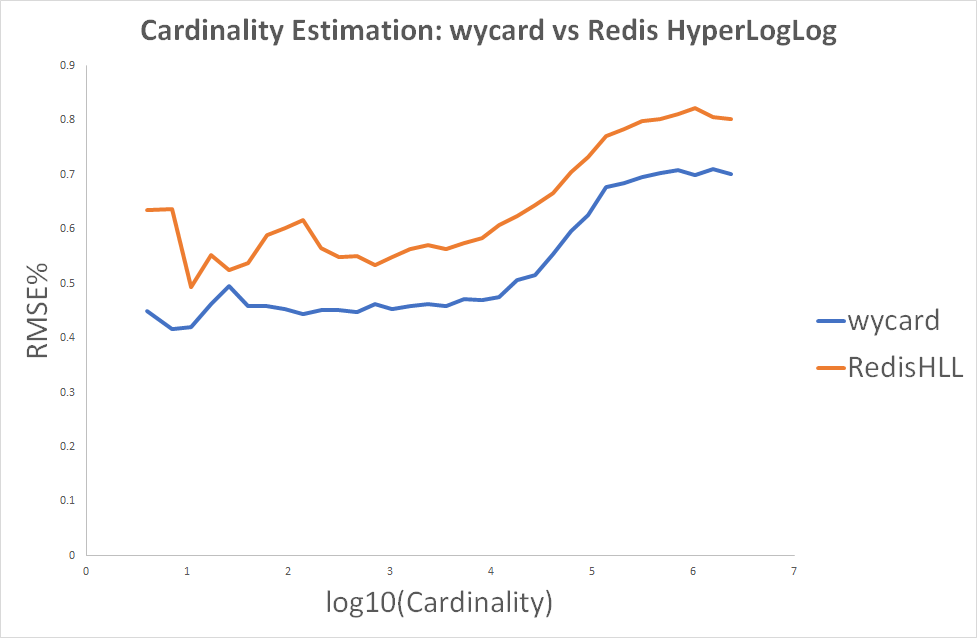 Cardinality Estimation: wycard vs Redis HyperLogLog
0.9
0.8
0.7
0.6
0.5
0.4
0.3
0.2
0.1
0
RMSE%
0 1 2 3 4 5 6 7
log10(Cardinality)
wycard
RedisHLL